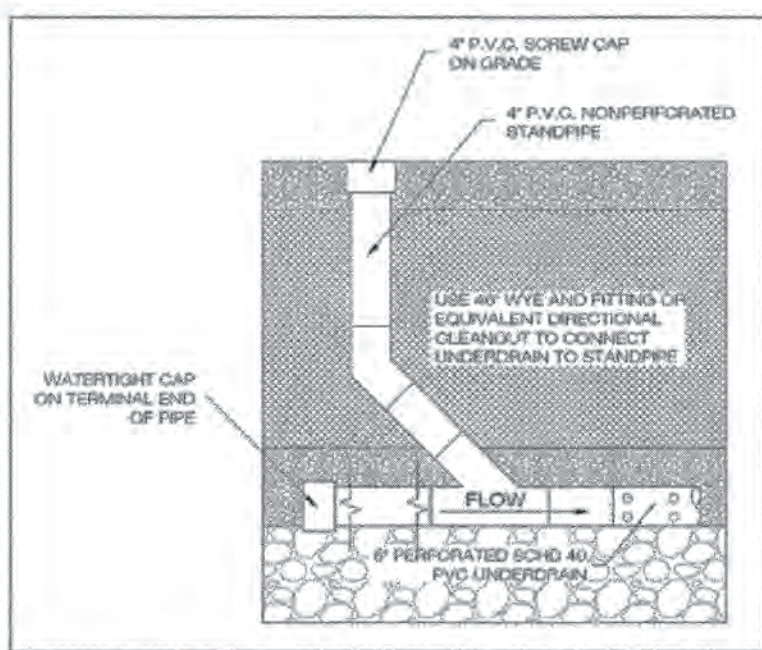 4" P.V.C. SCREW CAP
ON GRADE
4" P.V.C. NONPERFORATED
STANDPIPE
USE WYE AND FITTING OR
EQUIVALENT DIRECTIONAL
CLEANOUT TO CONNECT
UNDERDRAIN TO STANDPIPE
WATERTIGHT CAP
ON TERMINAL END
OF PIPE
FLOW
6" PERFORATED SCHD 40
PVC UNDERDRAIN